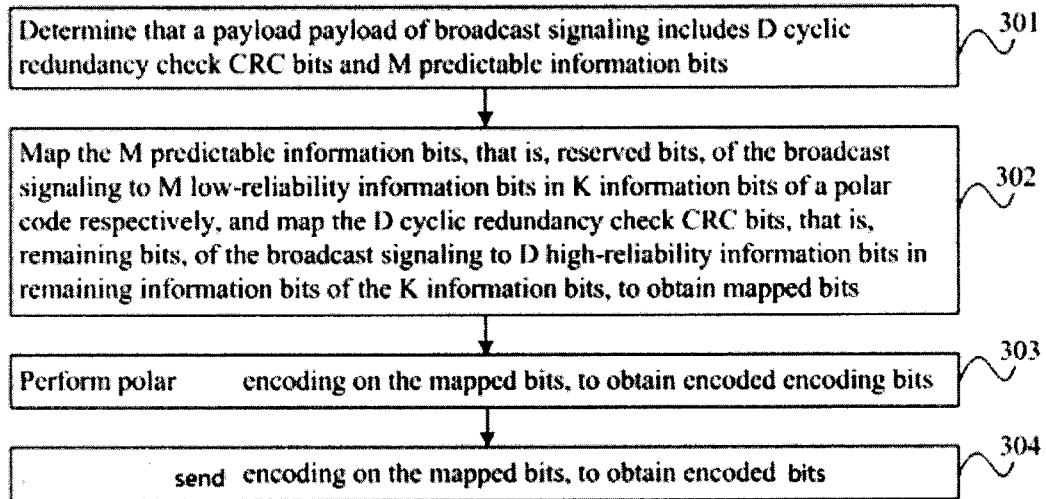 Determine that a payload payload of broadcast signaling includes D cyclic
redundancy check CRC bits and M predictable information bits
301
Map the M predictable information bits, that is, reserved bits, of the broadcast
signaling to M low-reliability information bits in K information bits of a polar
code respectively, and map the D cyclic redundancy check CRC bits, that is,
remaining bits, of the broadcast signaling to D high-reliability information bits in
remaining information bits of the K information bits, to obtain mapped bits
302
Perform polar encoding on the mapped bits, to obtain encoded encoding bits
303
send encoding on the mapped bits, to obtain encoded bits
304